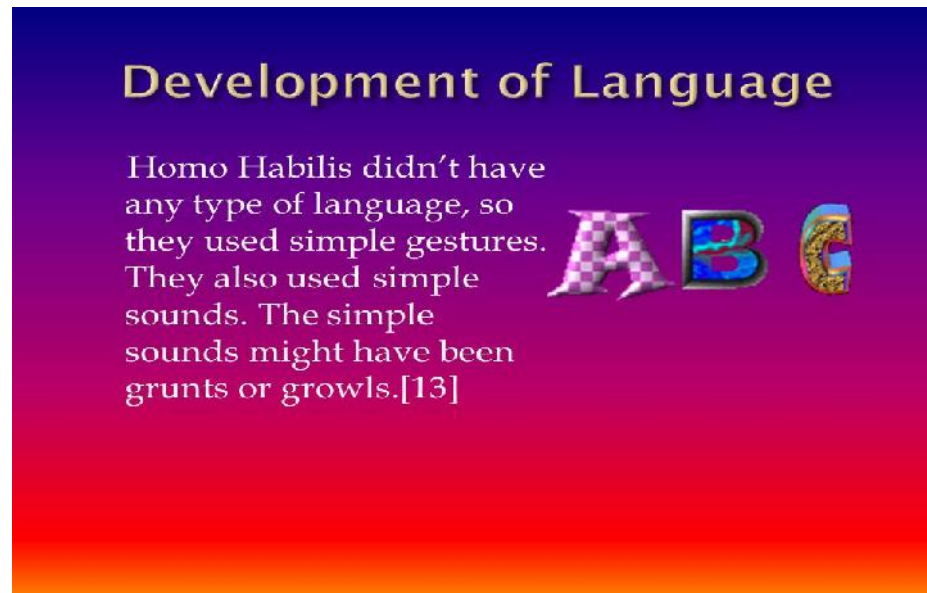 Development of Language
Homo Habilis didn’t have
any type of language, so
they used simple gestures.
They also used simple
sounds. The simple
sounds might have been
grunts or growls.[13]
A B C